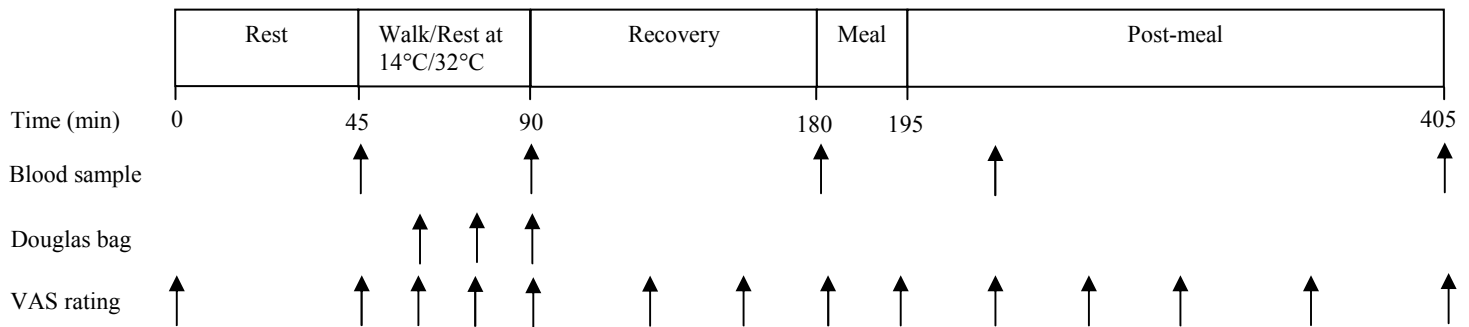 Rest
Walk/Rest at
14°C/32°C
Recovery
Meal
Post-meal
Time (min) 0 45 90 180 195 405
Blood sample
Douglas bag
VAS rating